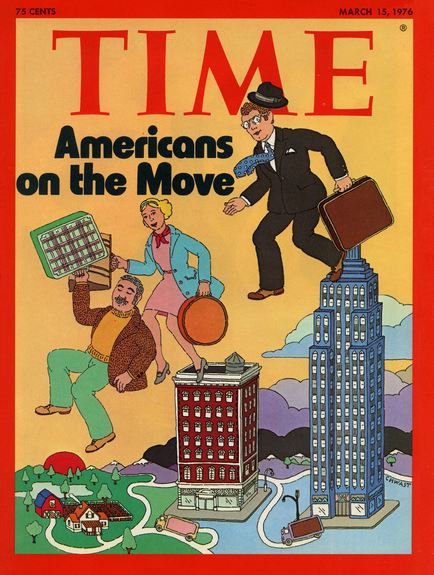 75 CENTS MARCH 15, 1976
TIME
®
Americans
on the Move
CHWAST